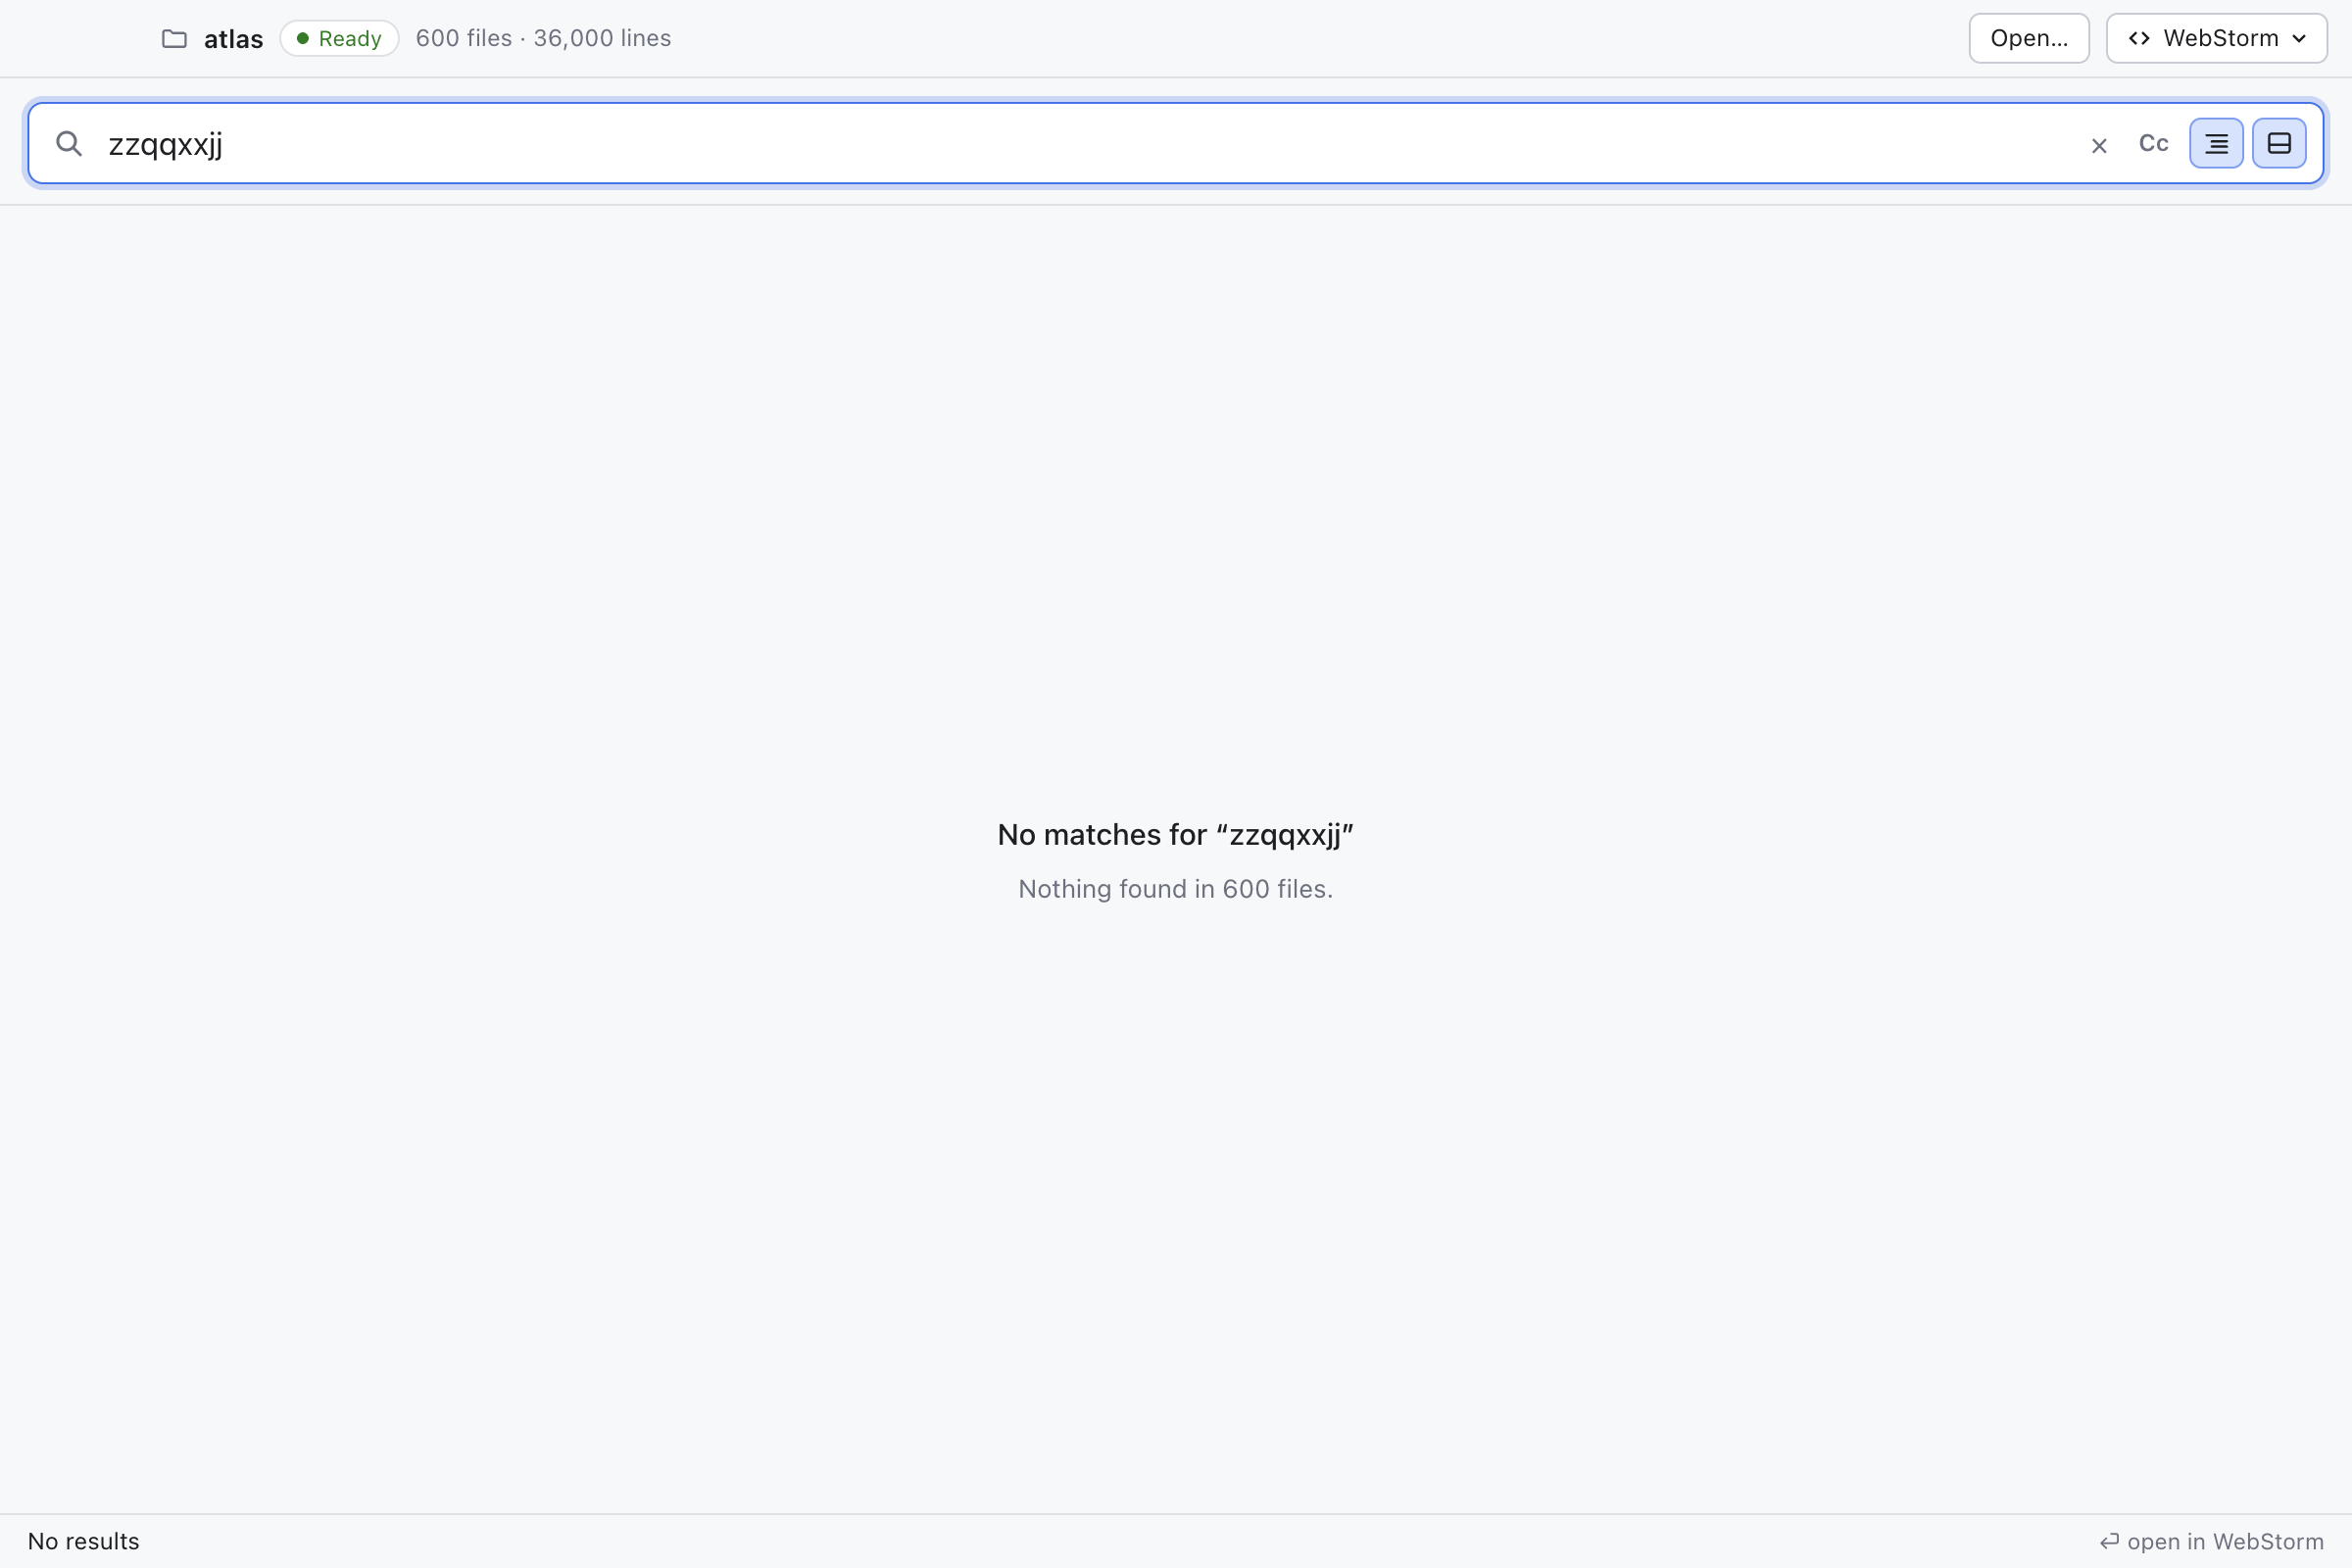 atlas Ready 600 files · 36,000 lines Open... WebStorm
zzqqxxjj Cc
No matches for “zzqqxxjj”
Nothing found in 600 files.
No results open in WebStorm